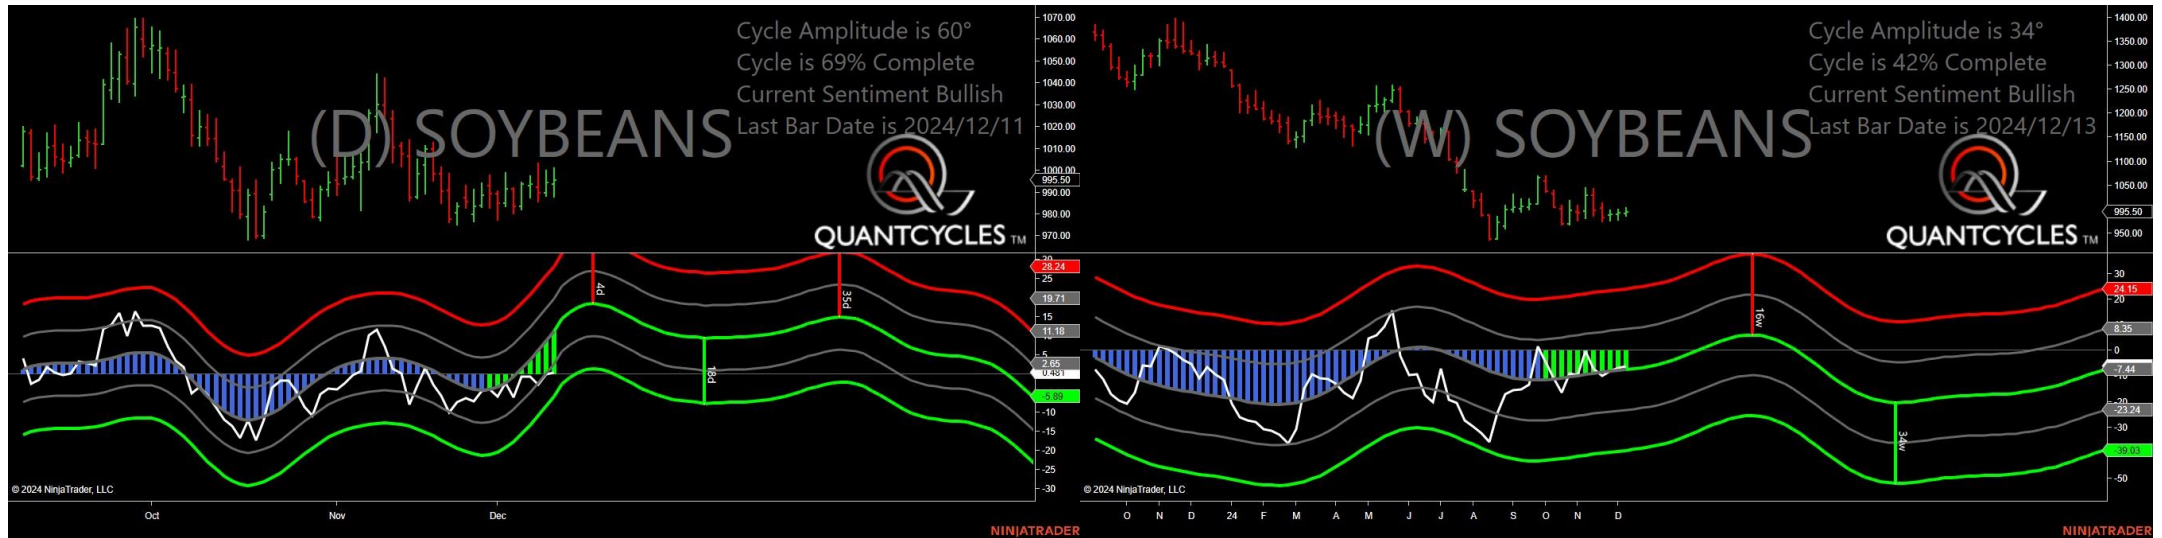 Cycle Amplitude is 60°
Cycle is 69% Complete
Current Sentiment Bullish
Last Bar Date is 2024/12/11
(D) SOYBEANS
QUANTCYCLES TM
1070.00
1060.00
1050.00
1040.00
1030.00
1020.00
1010.00
1000.00
995.50
990.00
980.00
970.00
28.24
25
19.71
15
11.18
5
2.65
0.481
-5.89
-10
-15
-20
-25
-30
4d
18d
35d
© 2024 NinjaTrader, LLC
Oct Nov Dec
NINJATRADER
Cycle Amplitude is 34°
Cycle is 42% Complete
Current Sentiment Bullish
Last Bar Date is 2024/12/13
(W) SOYBEANS
QUANTCYCLES TM
1400.00
1350.00
1300.00
1250.00
1200.00
1150.00
1100.00
1050.00
995.50
950.00
30
24.15
20
8.35
0
-7.44
-10
-20
-23.24
-30
-39.03
-50
16w
34w
© 2024 NinjaTrader, LLC
O N D 24 F M A M J J A S O N D
NINJATRADER